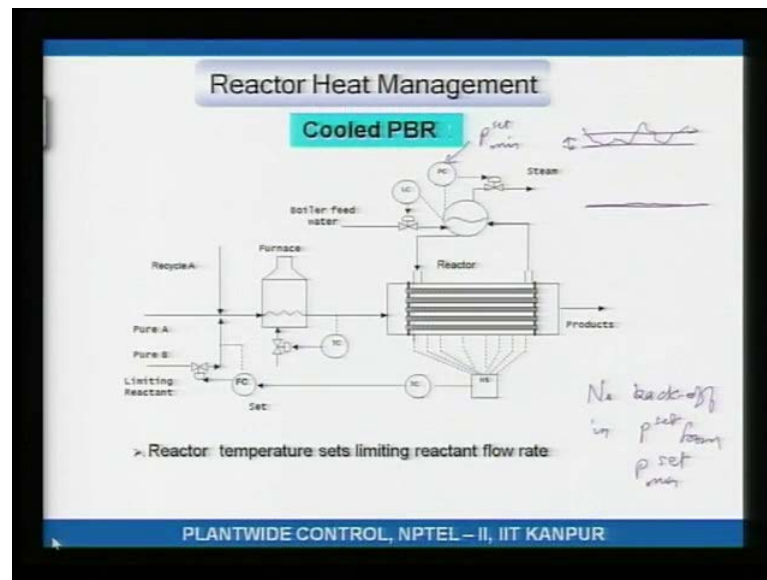 Reactor Heat Management
Cooled PBR
P set min
PC
Steam
LC
Boiler feed
water
Furnace
Recycle A
Reactor
Pure A
TC
Products
Pure B
Limiting
Reactant
FC
TC
HS
Set
No back-off
in P set from
P set
➢ Reactor temperature sets limiting reactant flow rate
PLANTWIDE CONTROL, NPTEL – II, IIT KANPUR